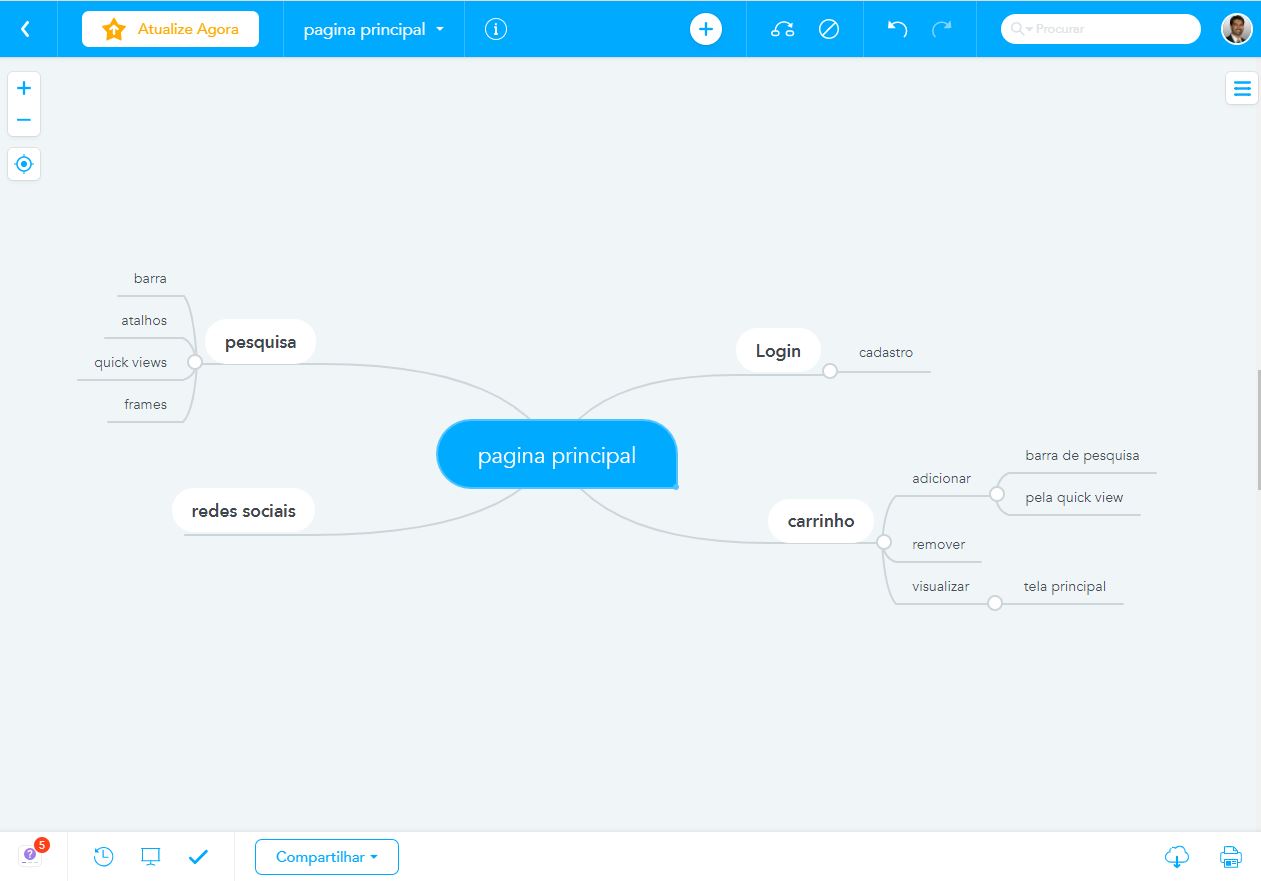 Atualize Agora
pagina principal
i
Procurar
barra
atalhos
quick views
frames
pesquisa
redes sociais
pagina principal
Login
cadastro
carrinho
adicionar
barra de pesquisa
pela quick view
remover
visualizar
tela principal
?
5
Compartilhar